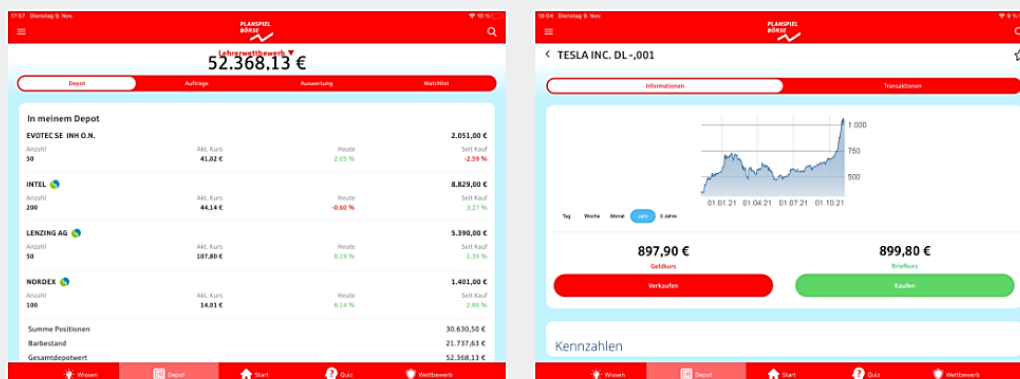 17:57 Dienstag 9. Nov.
10 %
PLANSPIEL
BÖRSE
Lehrerwettbewerb ▼
52.368,13 €
Depot Aufträge Auswertung Watchlist
In meinem Depot
EVOTEC SE INH O.N. 2.051,00 €
Anzahl Akt. Kurs Heute Seit Kauf
50 41,02 € 2.05 % -2.59 %
INTEL 8.829,00 €
Anzahl Akt. Kurs Heute Seit Kauf
200 44,14 € -0.60 % 3.27 %
LENZING AG 5.390,00 €
Anzahl Akt. Kurs Heute Seit Kauf
50 107,80 € 0.19 % 1.39 %
NORDEX 1.401,00 €
Anzahl Akt. Kurs Heute Seit Kauf
100 14,01 € 0.14 % 2.86 %
Summe Positionen 30.630,50 €
Barbestand 21.737,63 €
Gesamtdepotwert 52.368,13 €
Wissen Depot Start Quiz Wettbewerb
18:04 Dienstag 9. Nov.
PLANSPIEL
BÖRSE
TESLA INC. DL -,001
Informationen Transaktionen
1.000
750
500
01.01.21 01.04.21 01.07.21 01.10.21
Tag Woche Monat Jahr 3 Jahre
897,90 € 899,80 €
Geldkurs Briefkurs
Verkaufen Kaufen
Kennzahlen
Wissen Depot Start Quiz Wettbewerb